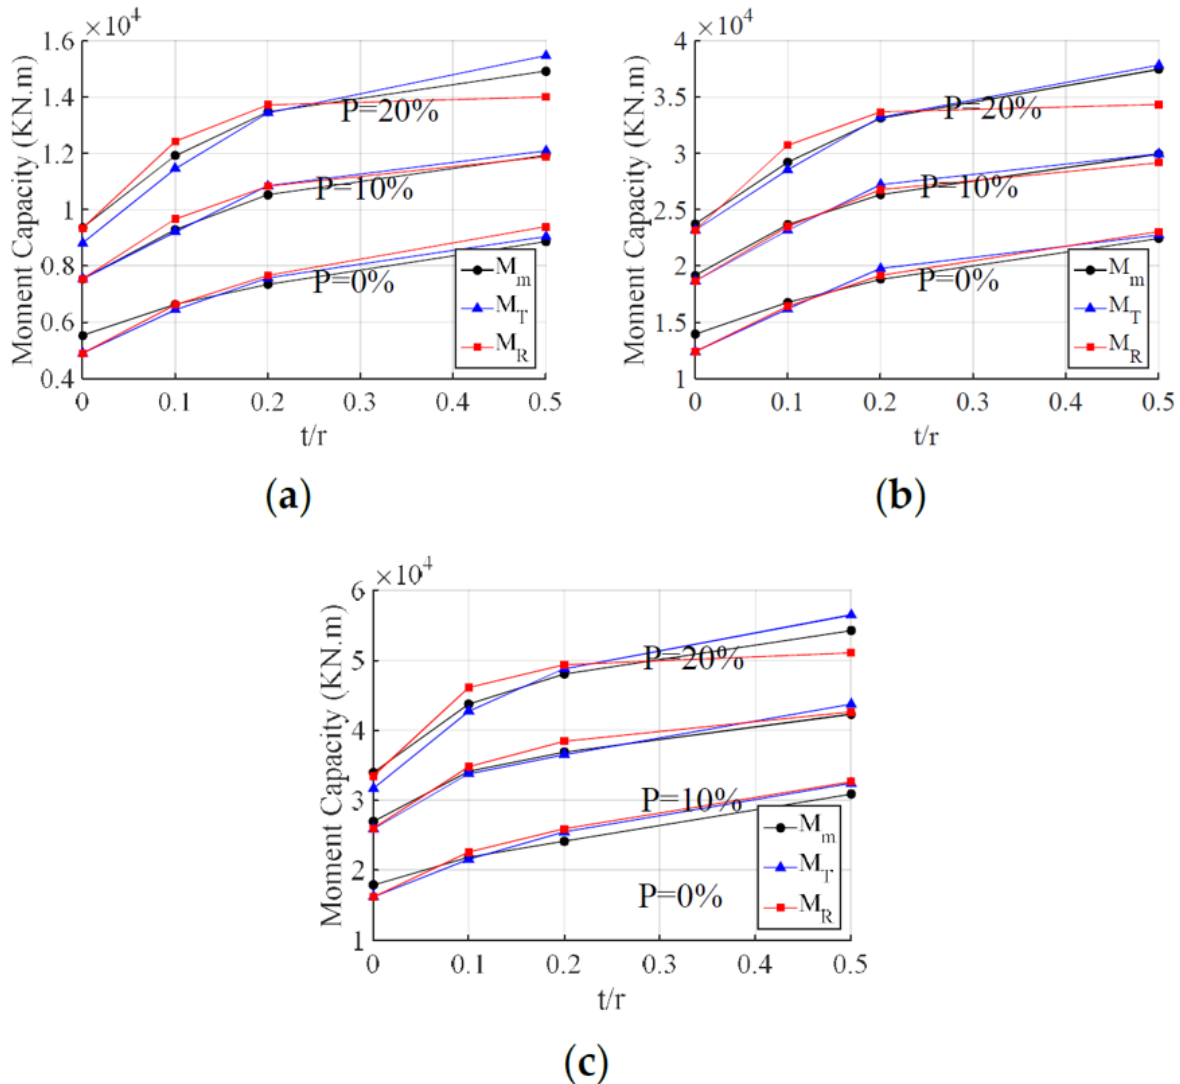 ×10⁴
1.6
1.4
1.2
1
0.8
0.6
0.4
Moment Capacity (KN.m)
P=20%
P=10%
P=0%
M_m
M_T
M_R
0 0.1 0.2 0.3 0.4 0.5
t/r
(a)
×10⁴
4
3.5
3
2.5
2
1.5
1
Moment Capacity (KN.m)
P=20%
P=10%
P=0%
M_m
M_T
M_R
0 0.1 0.2 0.3 0.4 0.5
t/r
(b)
×10⁴
6
5
4
3
2
1
Moment Capacity (KN.m)
P=20%
P=10%
P=0%
M_m
M_T
M_R
0 0.1 0.2 0.3 0.4 0.5
t/r
(c)